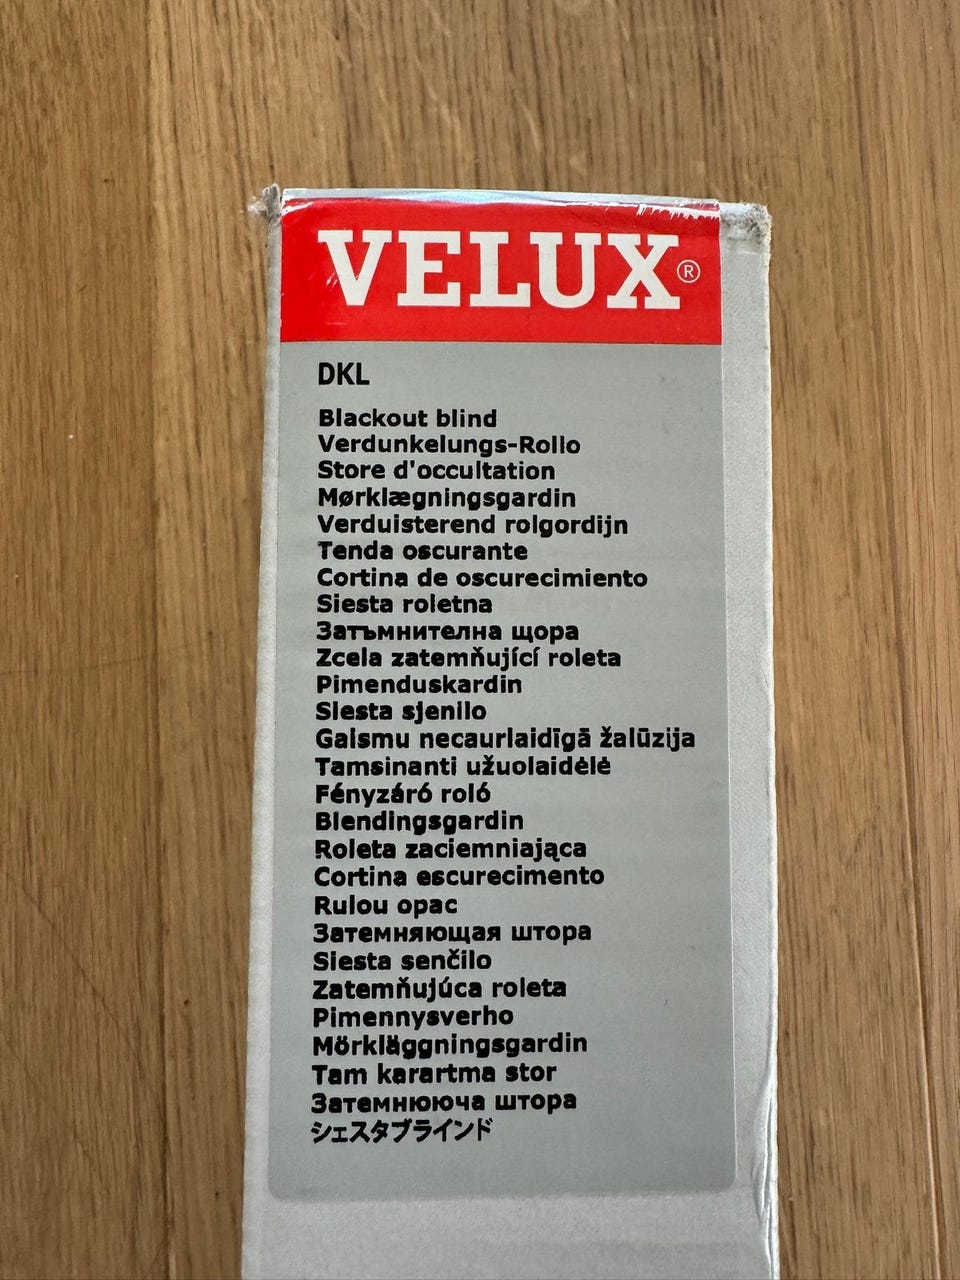 VELUX®
DKL
Blackout blind
Verdunkelungs-Rollo
Store d'occultation
Mørklægningsgardin
Verduisterend rolgordijn
Tenda oscurante
Cortina de oscurecimiento
Siesta roletna
Затъмнителна щора
Zcela zatemňující roleta
Pimenduskardin
Siesta sjenilo
Gaismu necaurlaidīgā žalūzija
Tamsinanti užuolaidėlė
Fényzáró roló
Blendingsgardin
Roleta zaciemniająca
Cortina escurecimento
Rulou opac
Затемняющая штора
Siesta senčilo
Zatemňujúca roleta
Pimennysverho
Mörkläggningsgardin
Tam karartma stor
Затемнююча штора
シェスタブラインド